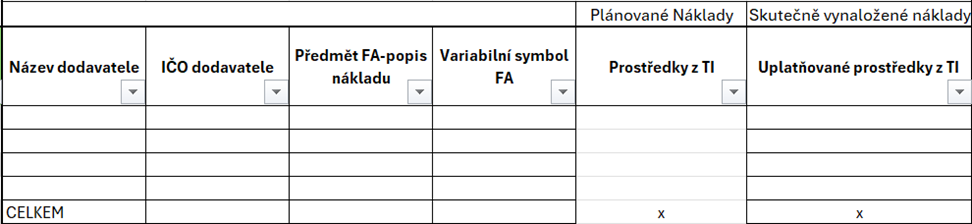 Plánované Náklady Skutečně vynaložené náklady
Název dodavatele IČO dodavatele Předmět FA-popis nákladu Variabilní symbol FA Prostředky z TI Uplatňované prostředky z TI
CELKEM x x